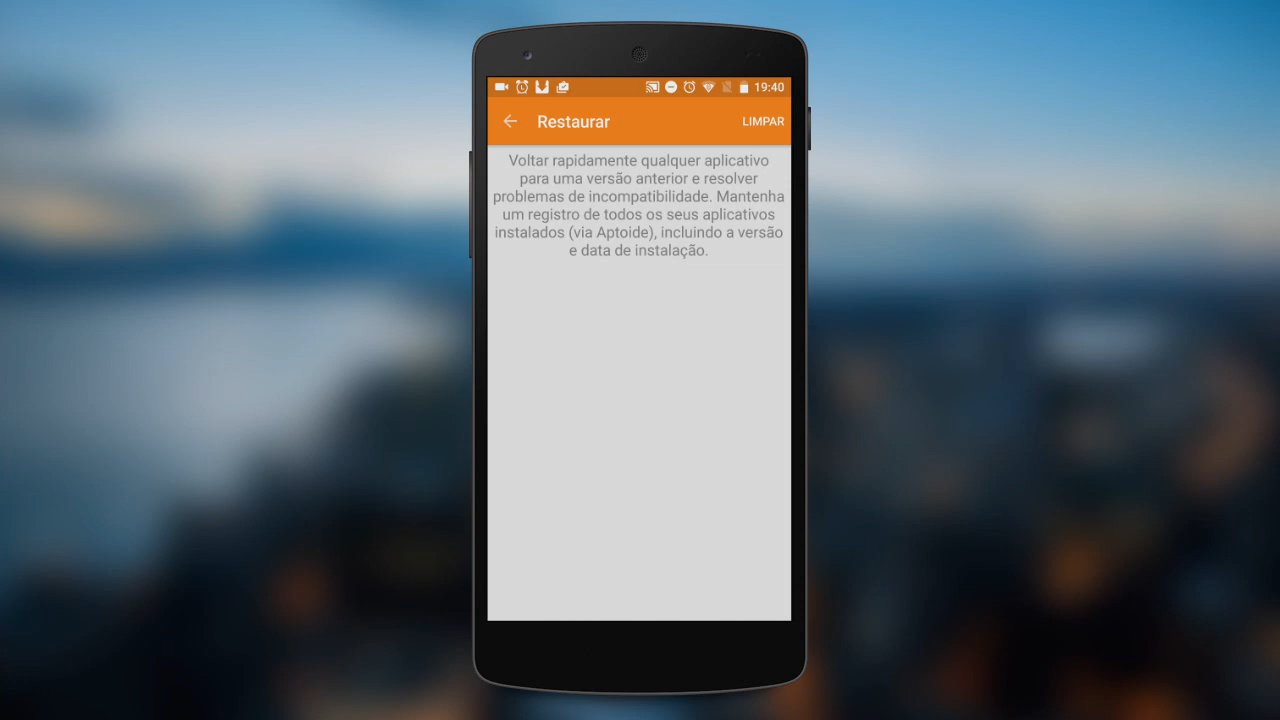 19:40
Restaurar
LIMPAR
Voltar rapidamente qualquer aplicativo
para uma versão anterior e resolver
problemas de incompatibilidade. Mantenha
um registro de todos os seus aplicativos
instalados (via Aptoide), incluindo a versão
e data de instalação.